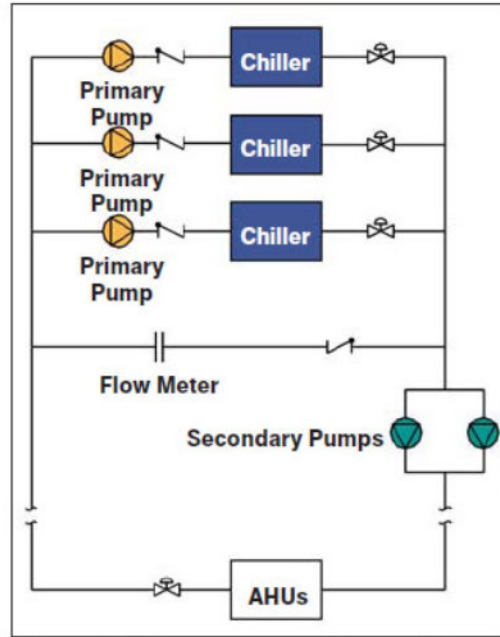 Chiller
Primary
Pump
Chiller
Primary
Pump
Chiller
Primary
Pump
Flow Meter
Secondary Pumps
AHUs